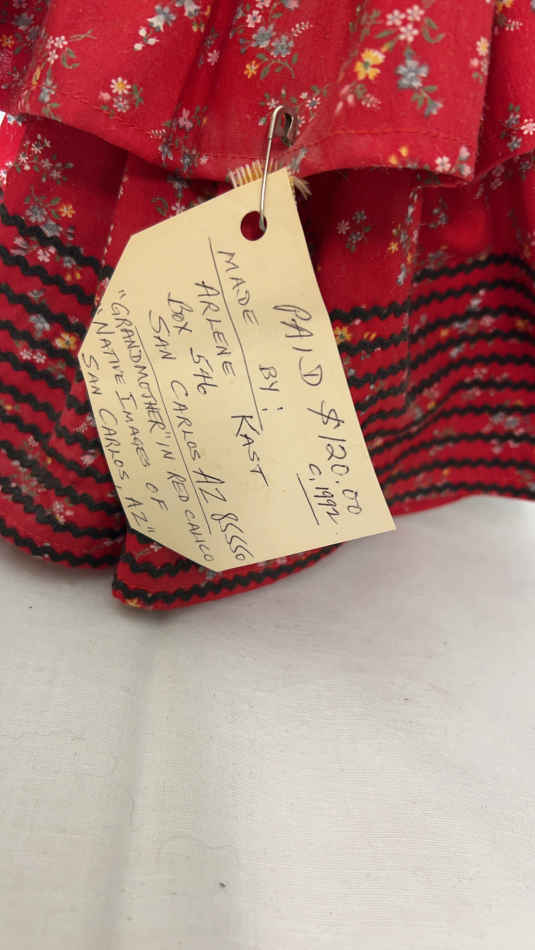 PAID $120.00
C. 1992
MADE BY:
ARLENE KAST
BOX 546
SAN CARLOS AZ 85550
"GRANDMOTHER" IN RED CALICO
"NATIVE IMAGES OF
SAN CARLOS, AZ"